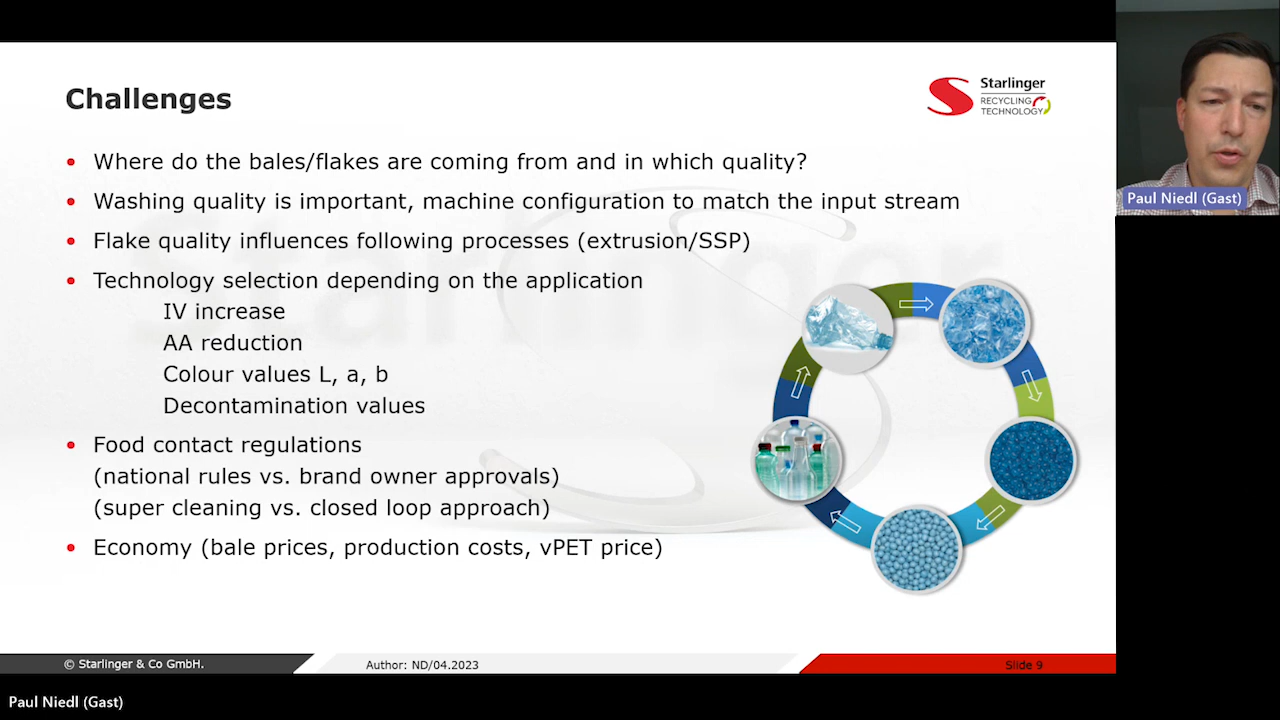 Challenges
Starlinger
RECYCLING
TECHNOLOGY
Where do the bales/flakes are coming from and in which quality?
Washing quality is important, machine configuration to match the input stream
Flake quality influences following processes (extrusion/SSP)
Technology selection depending on the application
IV increase
AA reduction
Colour values L, a, b
Decontamination values
Food contact regulations
(national rules vs. brand owner approvals)
(super cleaning vs. closed loop approach)
Economy (bale prices, production costs, vPET price)
Starlinger
© Starlinger & Co GmbH.
Author: ND/04.2023
Slide 9
Paul Niedl (Gast)
Paul Niedl (Gast)